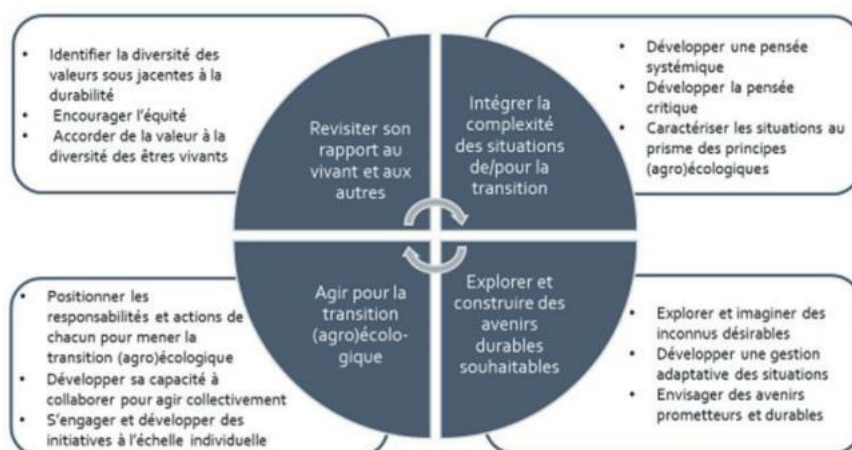 • Identifier la diversité des
valeurs sous jacentes à la
durabilité
• Encourager l'équité
• Accorder de la valeur à la
diversité des êtres vivants
Revisiter son
rapport au
vivant et aux
autres
Intégrer la
complexité
des situations
de/pour la
transition
• Développer une pensée
systémique
• Développer la pensée
critique
• Caractériser les situations au
prisme des principes
(agro)écologiques
• Positionner les
responsabilités et actions de
chacun pour mener la
transition (agro)écologique
• Développer sa capacité à
collaborer pour agir collectivement
• S'engager et développer des
initiatives à l'échelle individuelle
Agir pour la
transition
(agro)écolo-
gique
Explorer et
construire des
avenirs
durables
souhaitables
• Explorer et imaginer des
inconnus désirables
• Développer une gestion
adaptative des situations
• Envisager des avenirs
prometteurs et durables